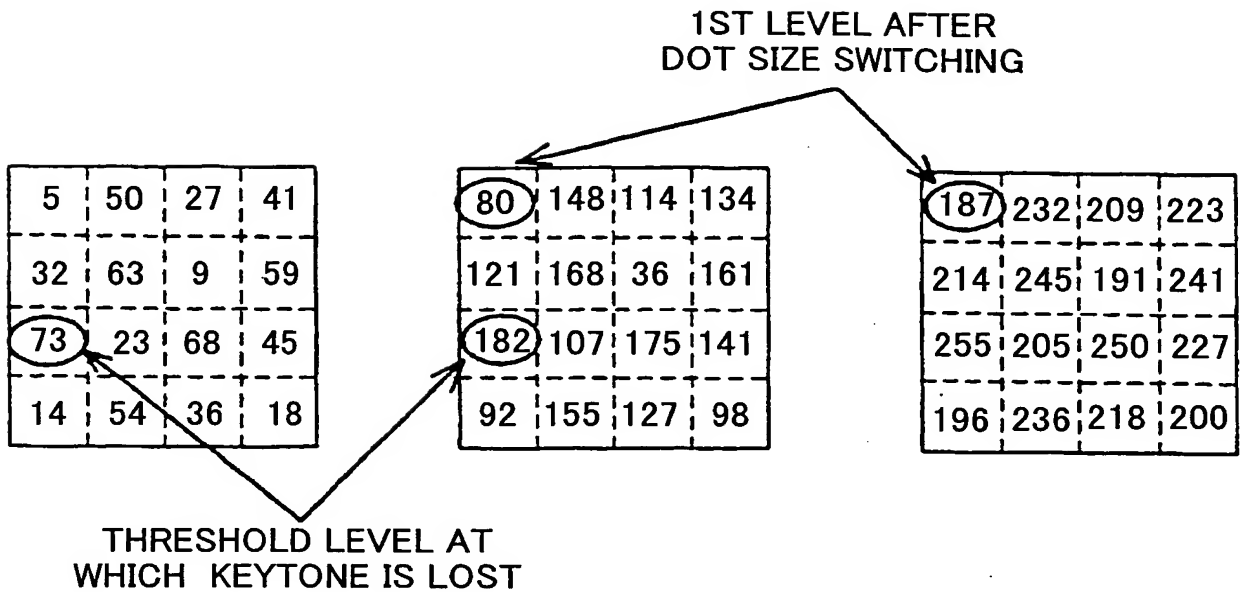 1ST LEVEL AFTER
DOT SIZE SWITCHING
5 50 27 41
32 63 9 59
73 23 68 45
14 54 36 18
80 148 114 134
121 168 36 161
182 107 175 141
92 155 127 98
187 232 209 223
214 245 191 241
255 205 250 227
196 236 218 200
THRESHOLD LEVEL AT
WHICH KEYTONE IS LOST